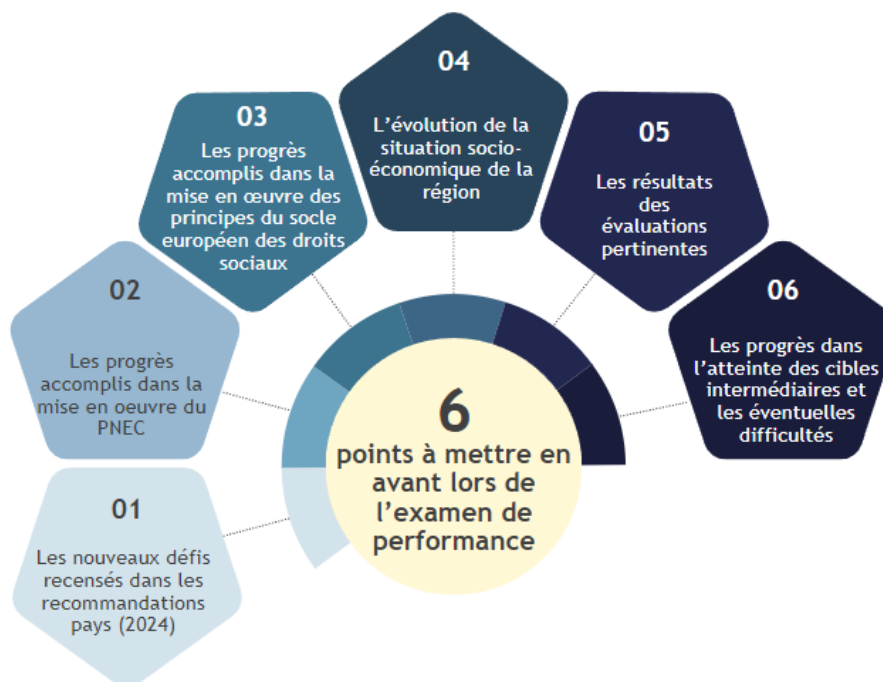 04
L'évolution de la
situation socio-
économique de la
région
03
Les progrès
accomplis dans la
mise en œuvre des
principes du socle
européen des droits
sociaux
05
Les résultats
des
évaluations
pertinentes
02
Les progrès
accomplis dans la
mise en oeuvre du
PNEC
06
Les progrès dans
l'atteinte des cibles
intermédiaires et
les éventuelles
difficultés
6
points à mettre en
avant lors de
l'examen de
performance
01
Les nouveaux défis
recensés dans les
recommandations
pays (2024)